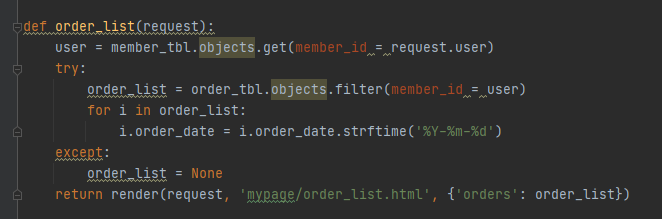 def order_list(request):
    user = member_tbl.objects.get(member_id = request.user)
    try:
        order_list = order_tbl.objects.filter(member_id = user)
        for i in order_list:
            i.order_date = i.order_date.strftime('%Y-%m-%d')
    except:
        order_list = None
    return render(request, 'mypage/order_list.html', {'orders': order_list})